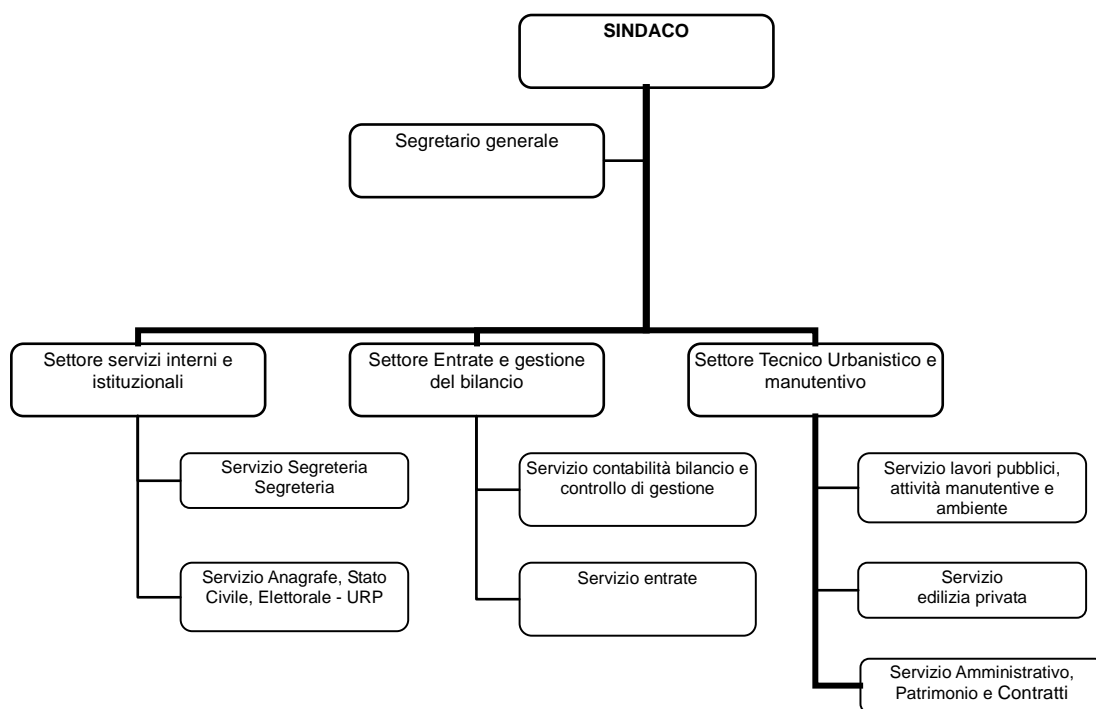 SINDACO
Segretario generale
Settore servizi interni e
istituzionali
Settore Entrate e gestione
del bilancio
Settore Tecnico Urbanistico e
manutentivo
Servizio Segreteria
Segreteria
Servizio contabilità bilancio e
controllo di gestione
Servizio lavori pubblici,
attività manutentive e
ambiente
Servizio Anagrafe, Stato
Civile, Elettorale - URP
Servizio entrate
Servizio
edilizia privata
Servizio Amministrativo,
Patrimonio e Contratti